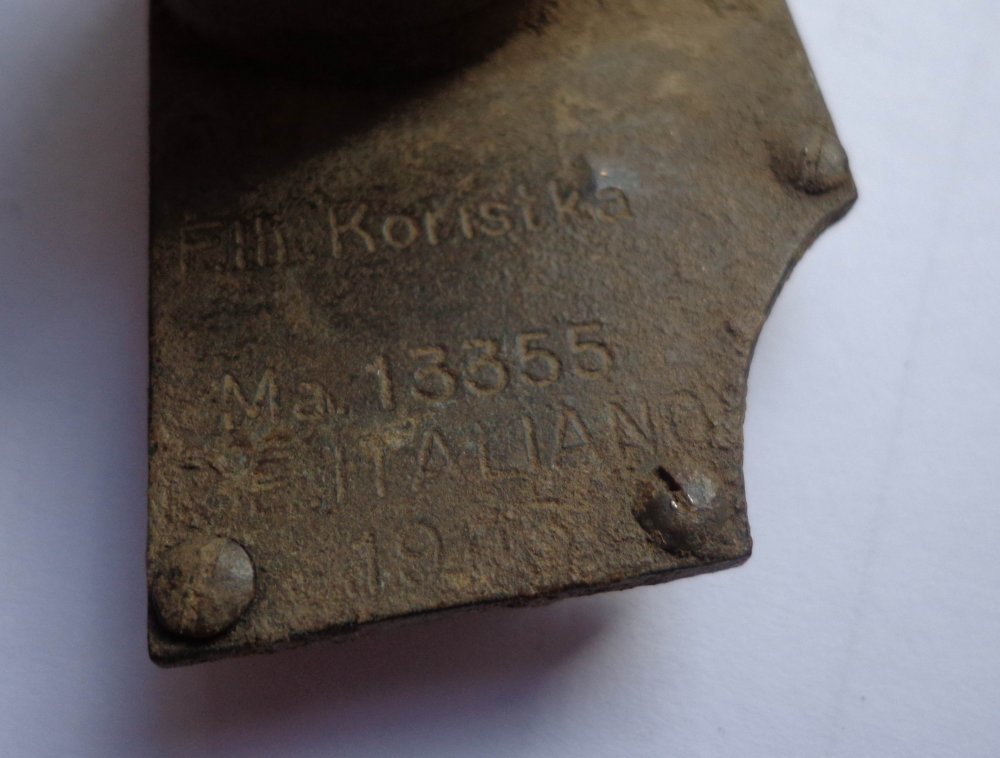 F.lli Koristka
Ma. 13355
ITALIANO